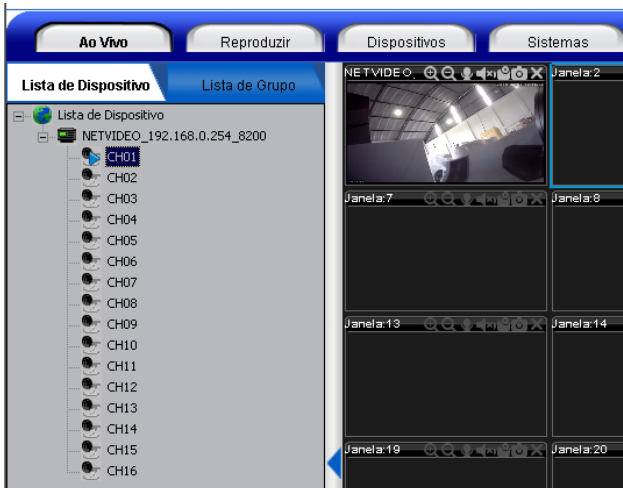 Ao Vivo Reproduzir Dispositivos Sistemas
Lista de Dispositivo Lista de Grupo
Lista de Dispositivo
NETVIDEO_192.168.0.254_8200
CH01
CH02
CH03
CH04
CH05
CH06
CH07
CH08
CH09
CH10
CH11
CH12
CH13
CH14
CH15
CH16
NETVIDEO_ Janela:2
Janela:7 Janela:8
Janela:13 Janela:14
Janela:19 Janela:20